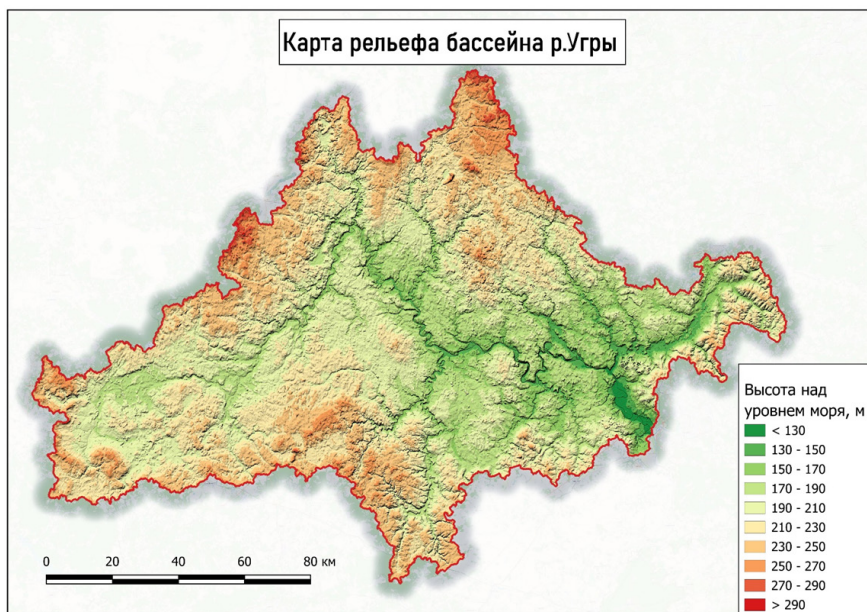 Карта рельефа бассейна р.Угры
Высота над
уровнем моря, м
< 130
130 - 150
150 - 170
170 - 190
190 - 210
210 - 230
230 - 250
250 - 270
270 - 290
> 290
0 20 40 60 80 км